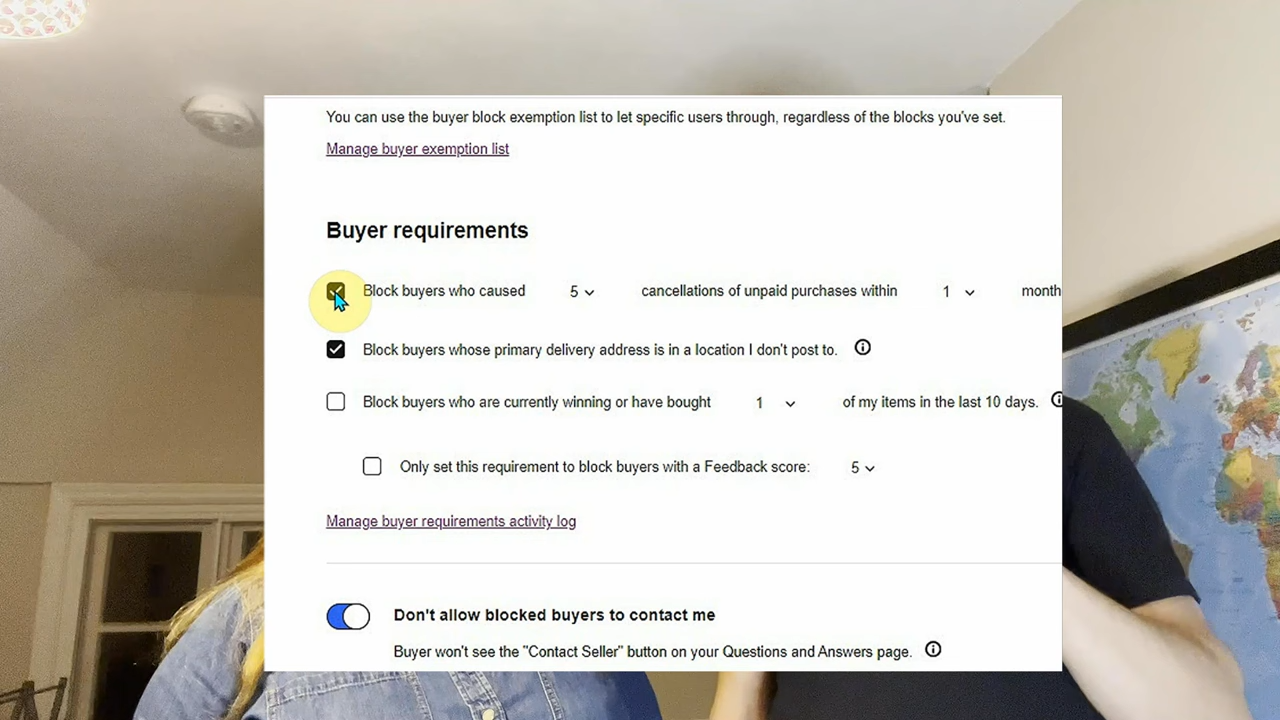 You can use the buyer block exemption list to let specific users through, regardless of the blocks you've set.
Manage buyer exemption list
Buyer requirements
Block buyers who caused 5 cancellations of unpaid purchases within 1 month
Block buyers whose primary delivery address is in a location I don't post to.
Block buyers who are currently winning or have bought 1 of my items in the last 10 days.
Only set this requirement to block buyers with a Feedback score: 5
Manage buyer requirements activity log
Don't allow blocked buyers to contact me
Buyer won't see the "Contact Seller" button on your Questions and Answers page.